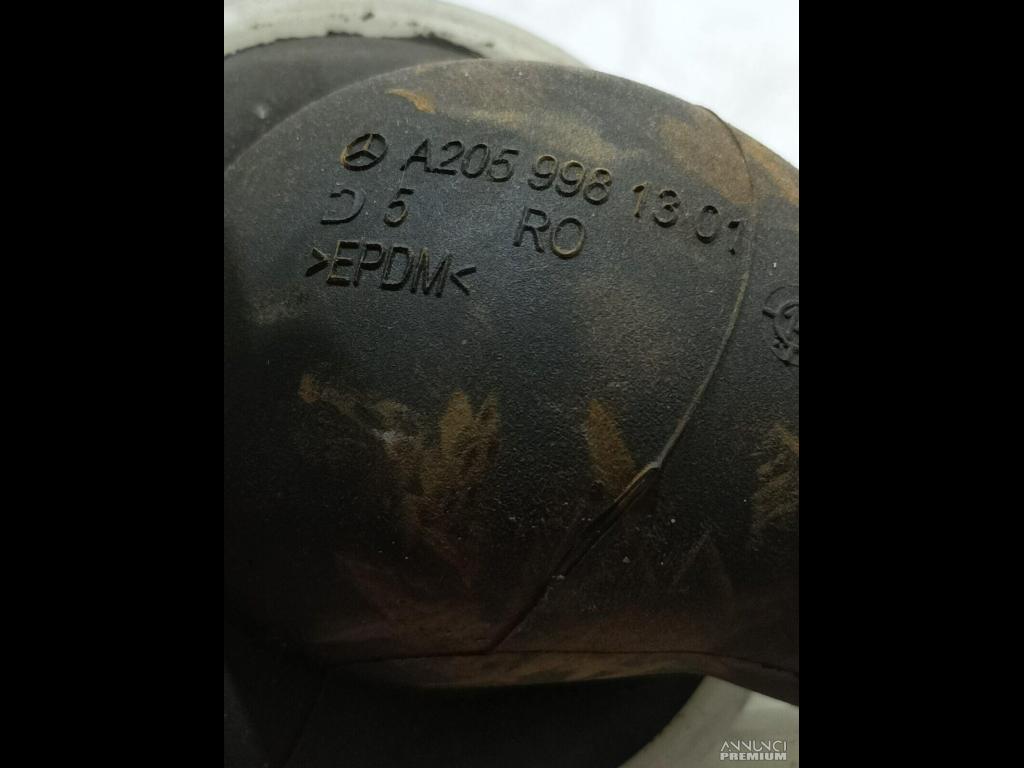 A205 998 13 01
D 5 RO
>EPDM<
ANNUNCI
PREMIUM